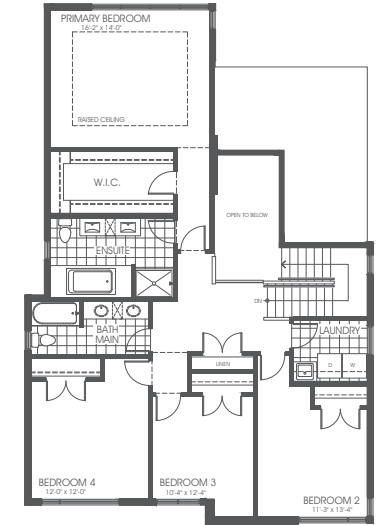 PRIMARY BEDROOM
16'-2" x 14'-0"
RAISED CEILING
W.I.C.
OPEN TO BELOW
ENSUITE
DN
BATH
MAIN
LAUNDRY
LINEN
D W
BEDROOM 4
12'-0" x 12'-0"
BEDROOM 3
10'-4" x 12'-4"
BEDROOM 2
11'-3" x 13'-4"